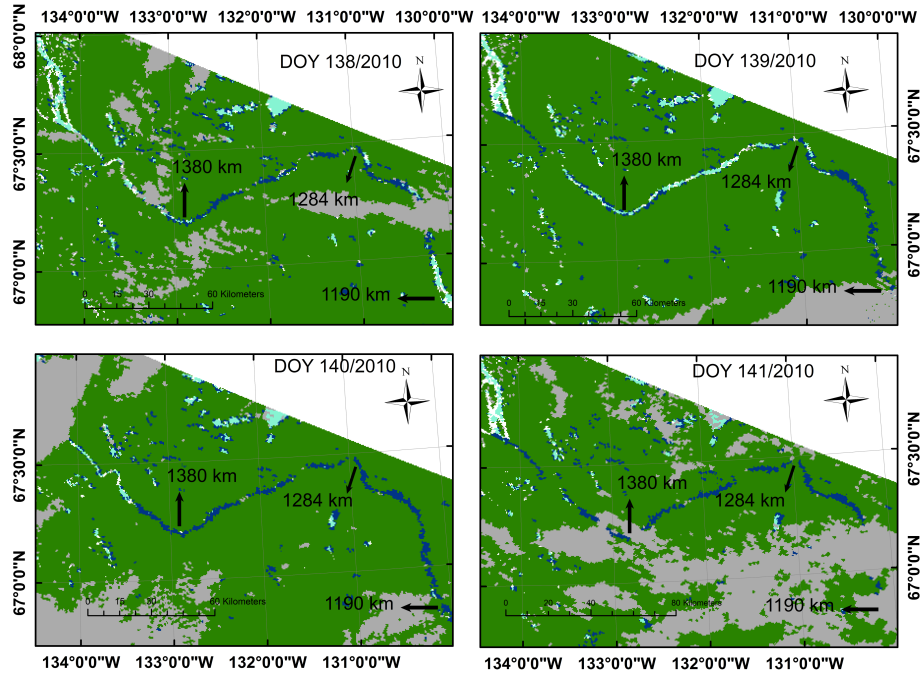 134°0'0"W 133°0'0"W 132°0'0"W 131°0'0"W 130°0'0"W 134°0'0"W 133°0'0"W 132°0'0"W 131°0'0"W 130°0'0"W
68°0'0"N
67°30'0"N
67°0'0"N
DOY 138/2010
N
1380 km
1284 km
1190 km
0 15 30 60 Kilometers
DOY 139/2010
N
1380 km
1284 km
1190 km
0 15 30 60 Kilometers
67°30'0"N
67°0'0"N
67°30'0"N
67°0'0"N
DOY 140/2010
N
1380 km
1284 km
1190 km
0 15 30 60 Kilometers
DOY 141/2010
N
1380 km
1284 km
1190 km
0 20 40 80 Kilometers
67°30'0"N
67°0'0"N
134°0'0"W 133°0'0"W 132°0'0"W 131°0'0"W 134°0'0"W 133°0'0"W 132°0'0"W 131°0'0"W